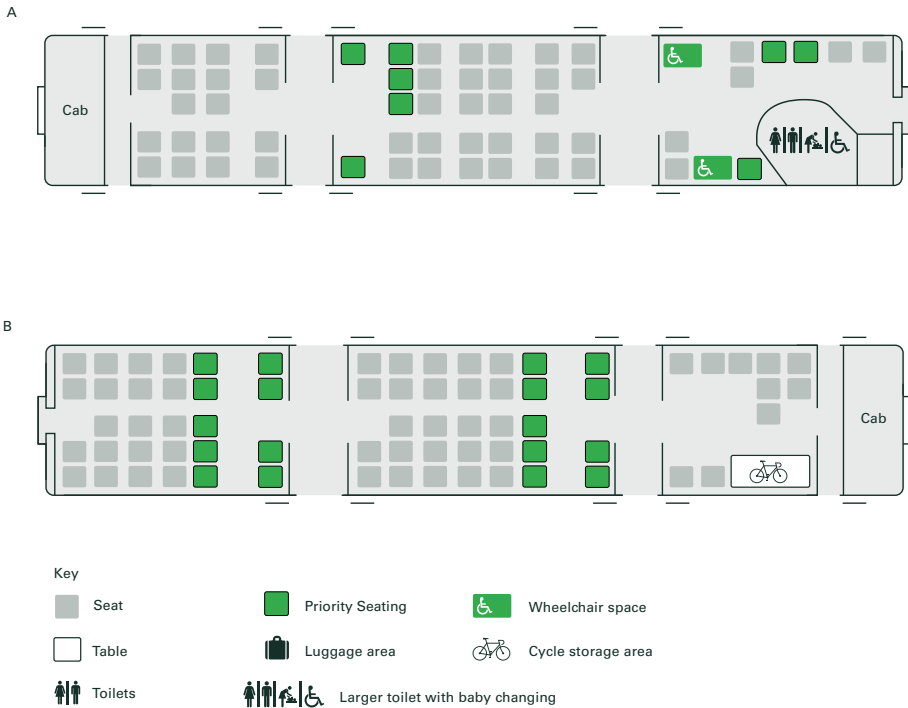 A
Cab
B
Cab
Key
Seat
Priority Seating
Wheelchair space
Table
Luggage area
Cycle storage area
Toilets
Larger toilet with baby changing